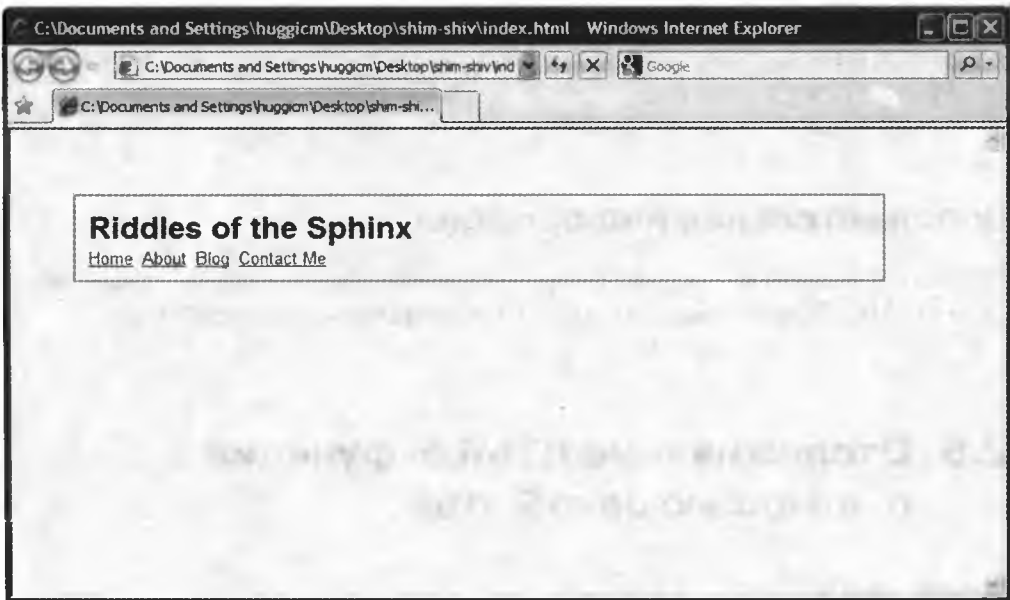 C:\Documents and Settings\huggicm\Desktop\shim-shiv\index.html Windows Internet Explorer
C:\Documents and Settings\huggicm\Desktop\shim-shiv\ind
Google
C:\Documents and Settings\huggicm\Desktop\shim-shi...
Riddles of the Sphinx
Home About Blog Contact Me